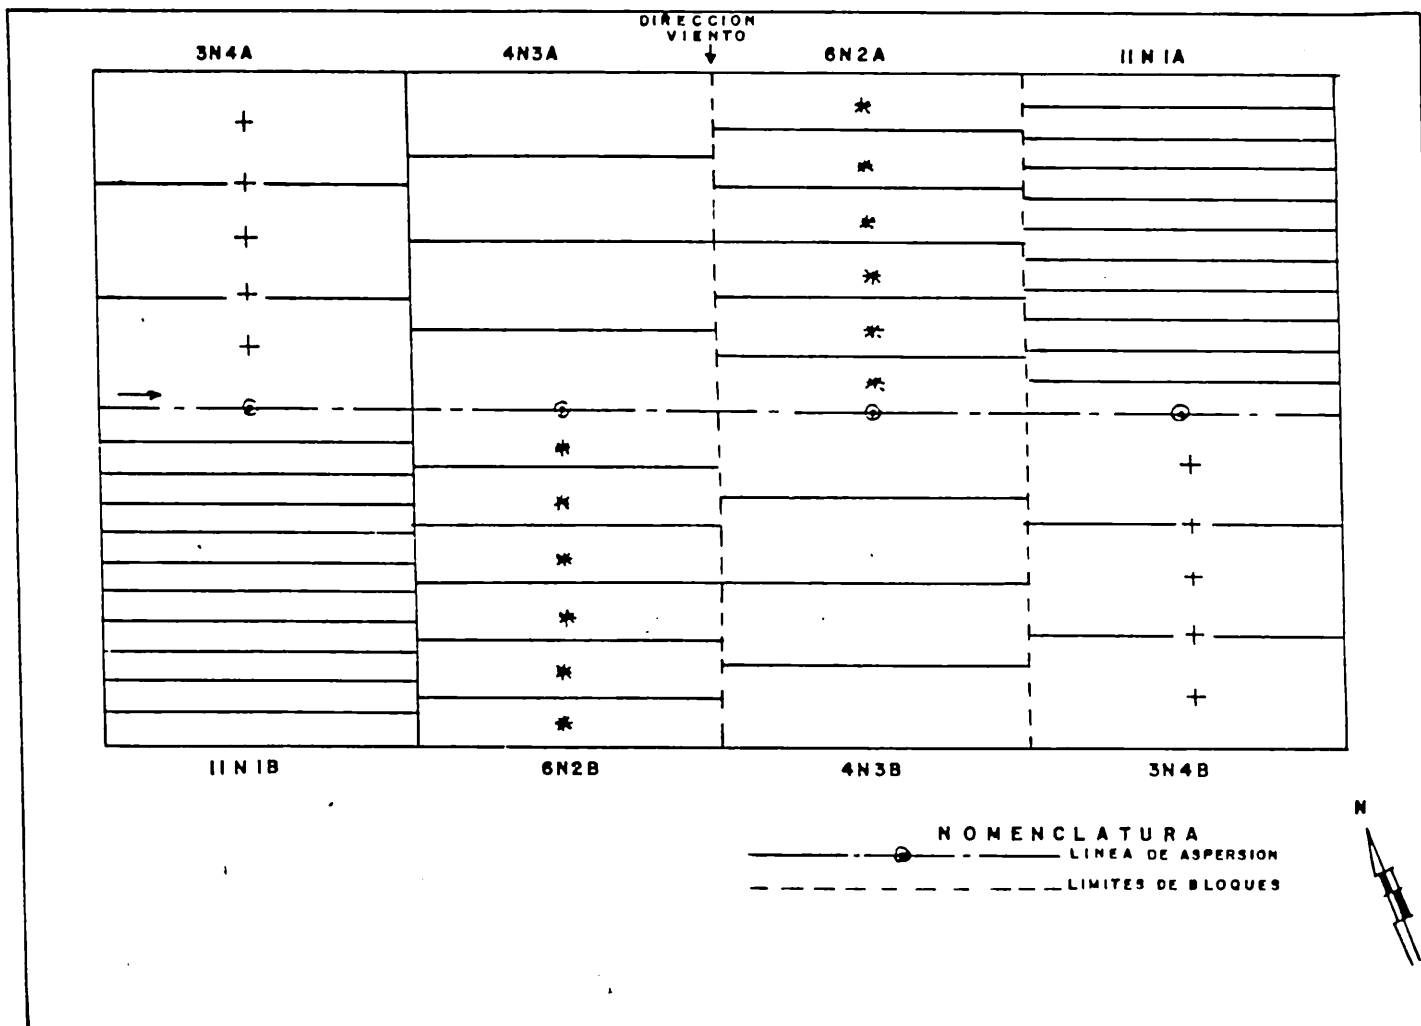 DIRECCION
VIENTO
3N4A 4N3A 6N2A 11N1A
11N1B 6N2B 4N3B 3N4B
N
NOMENCLATURA
LINEA DE ASPERSION
LIMITES DE BLOQUES